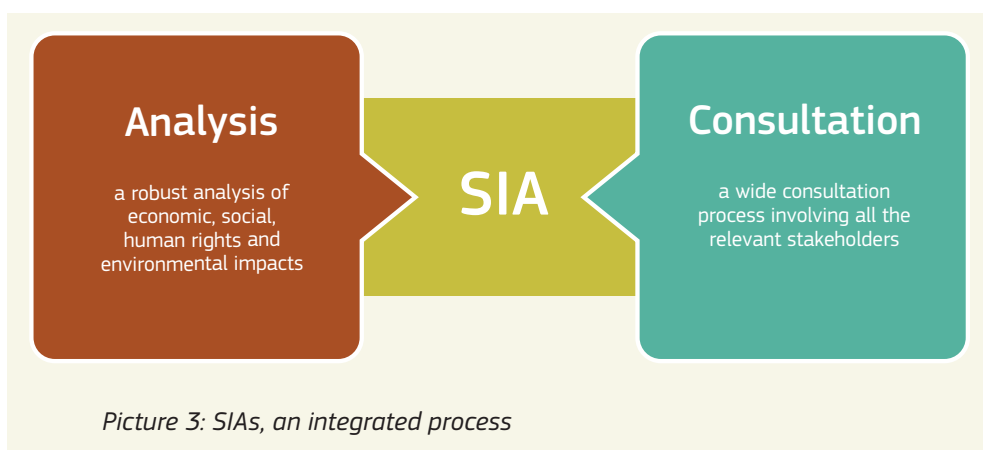 Analysis
a robust analysis of
economic, social,
human rights and
environmental impacts
SIA
Consultation
a wide consultation
process involving all the
relevant stakeholders
Picture 3: SIAs, an integrated process